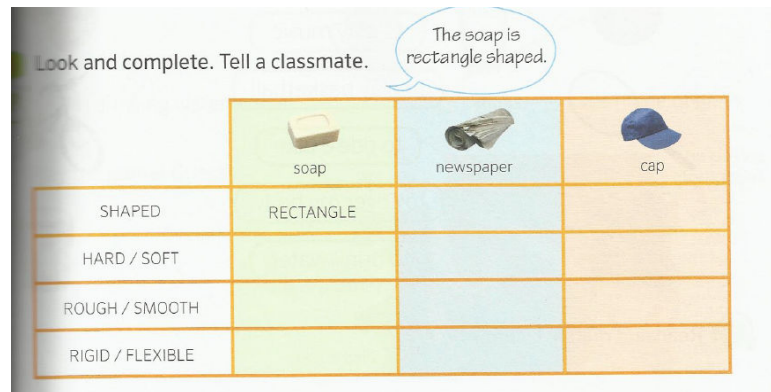 The soap is
rectangle shaped.
Look and complete. Tell a classmate.
soap newspaper cap
SHAPED RECTANGLE
HARD / SOFT
ROUGH / SMOOTH
RIGID / FLEXIBLE